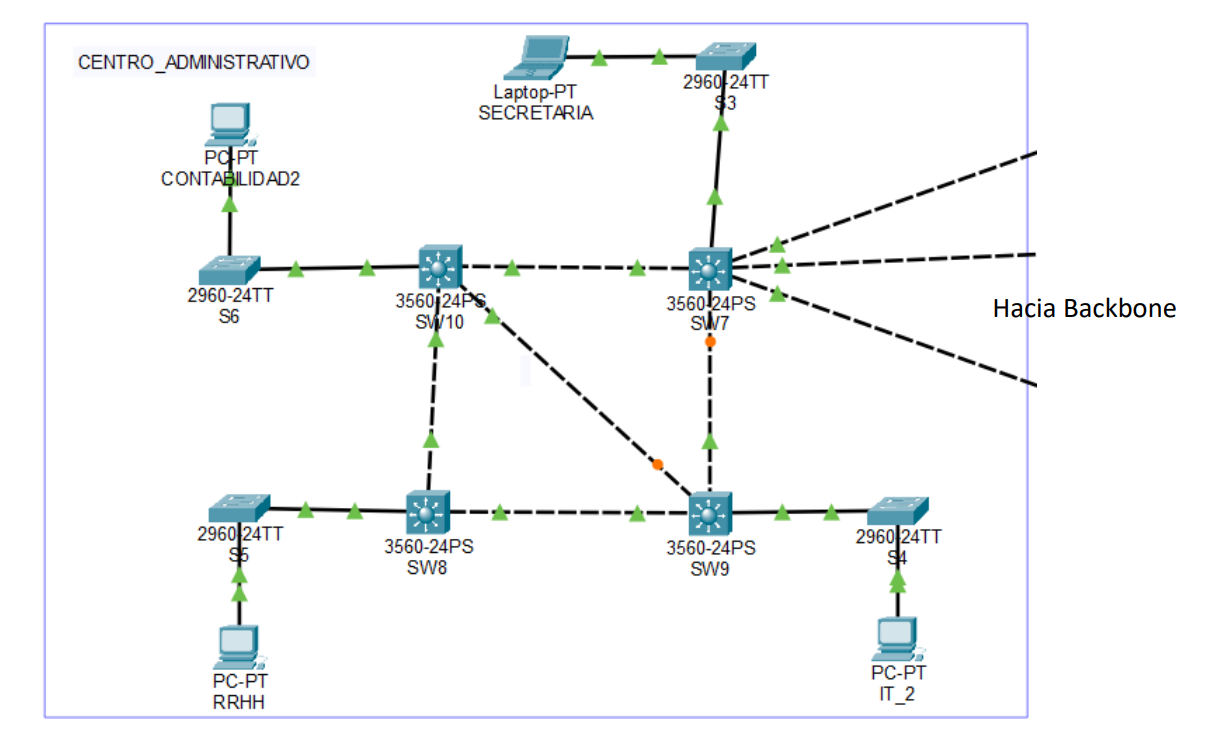 CENTRO_ADMINISTRATIVO
Laptop-PT
SECRETARIA
2960-24TT
S3
PC-PT
CONTABILIDAD2
2960-24TT
S6
3560-24PS
SW10
3560-24PS
SW7
Hacia Backbone
2960-24TT
S5
3560-24PS
SW8
3560-24PS
SW9
2960-24TT
S4
PC-PT
RRHH
PC-PT
IT_2